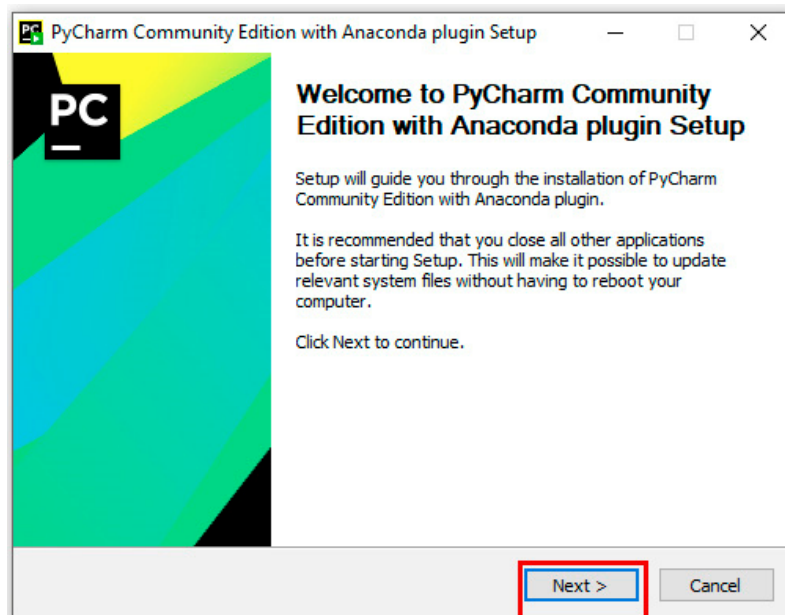 PyCharm Community Edition with Anaconda plugin Setup
PC
Welcome to PyCharm Community
Edition with Anaconda plugin Setup
Setup will guide you through the installation of PyCharm
Community Edition with Anaconda plugin.
It is recommended that you close all other applications
before starting Setup. This will make it possible to update
relevant system files without having to reboot your
computer.
Click Next to continue.
Next >
Cancel